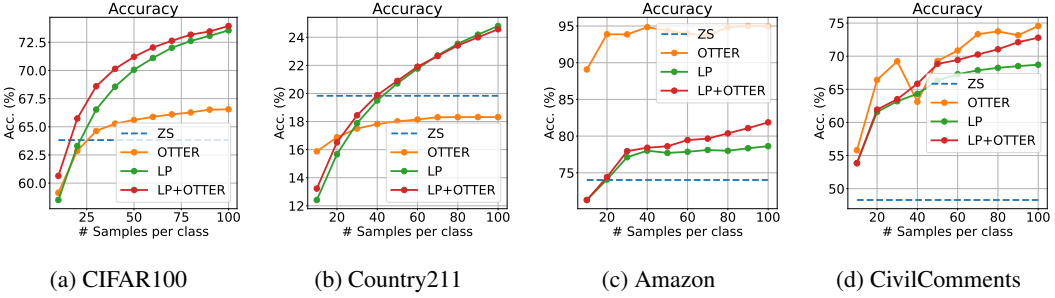 Accuracy
Acc. (%)
72.5
70.0
67.5
65.0
62.5
60.0
25
50
75
100
# Samples per class
ZS
OTTER
LP
LP+OTTER
(a) CIFAR100
Accuracy
Acc. (%)
24
22
20
18
16
14
12
20
40
60
80
100
# Samples per class
ZS
OTTER
LP
LP+OTTER
(b) Country211
Accuracy
Acc. (%)
95
90
85
80
75
20
40
60
80
100
# Samples per class
ZS
OTTER
LP
LP+OTTER
(c) Amazon
Accuracy
Acc. (%)
75
70
65
60
55
50
20
40
60
80
100
# Samples per class
ZS
OTTER
LP
LP+OTTER
(d) CivilComments